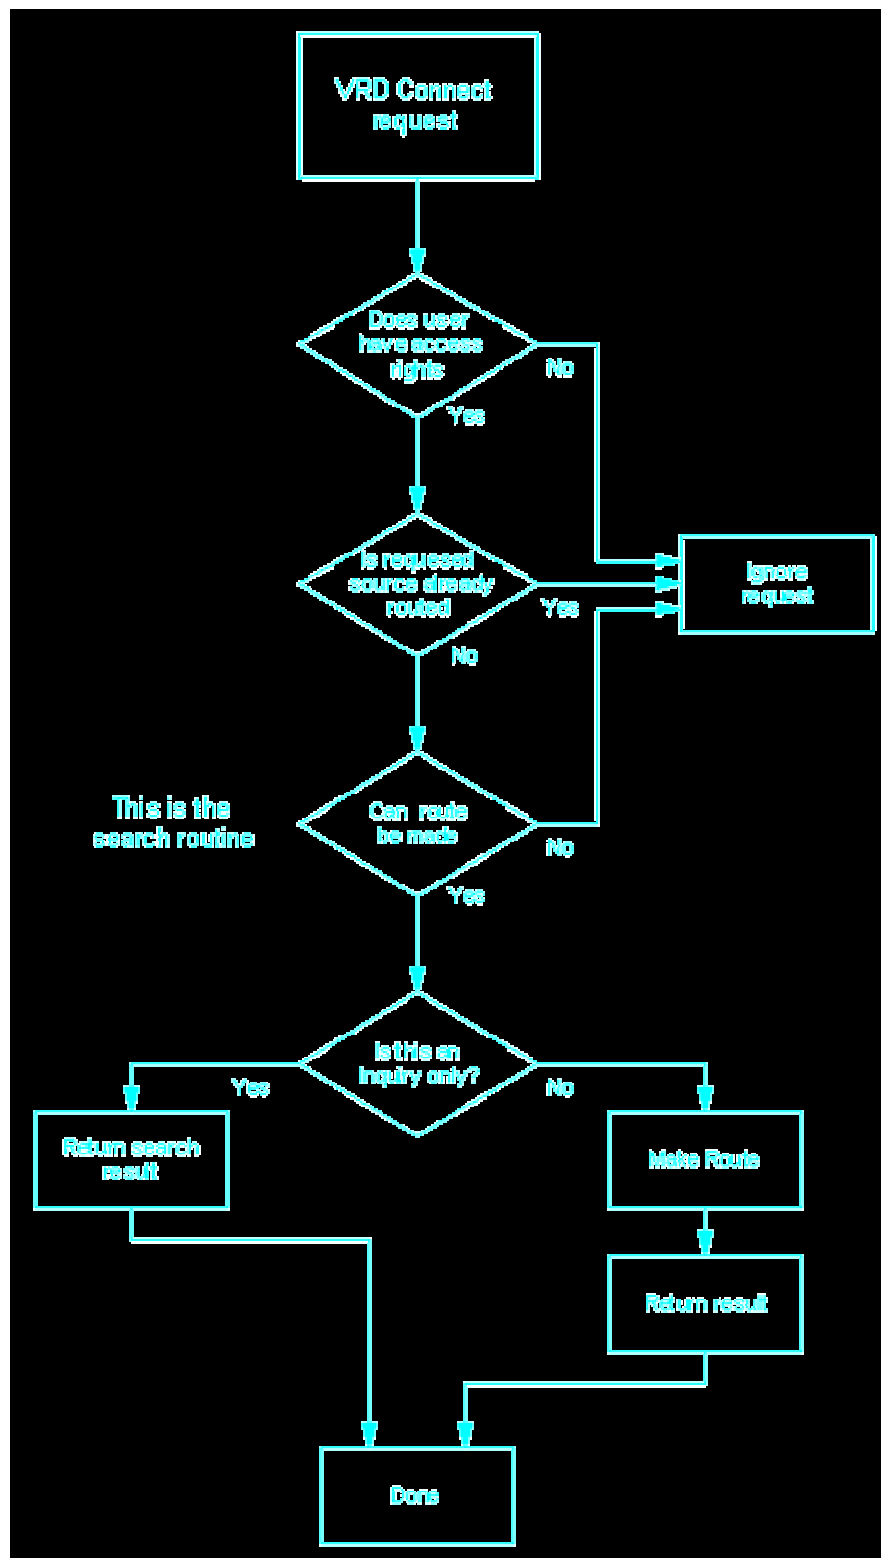 VRD Connect
request
Does user
have access
rights
No
Yes
Is requesed
source already
routed
Yes
Ignore
request
No
This is the
search routine
Can route
be made
No
Yes
Is this an
Inquiry only?
Yes
No
Return search
result
Make Route
Return result
Done